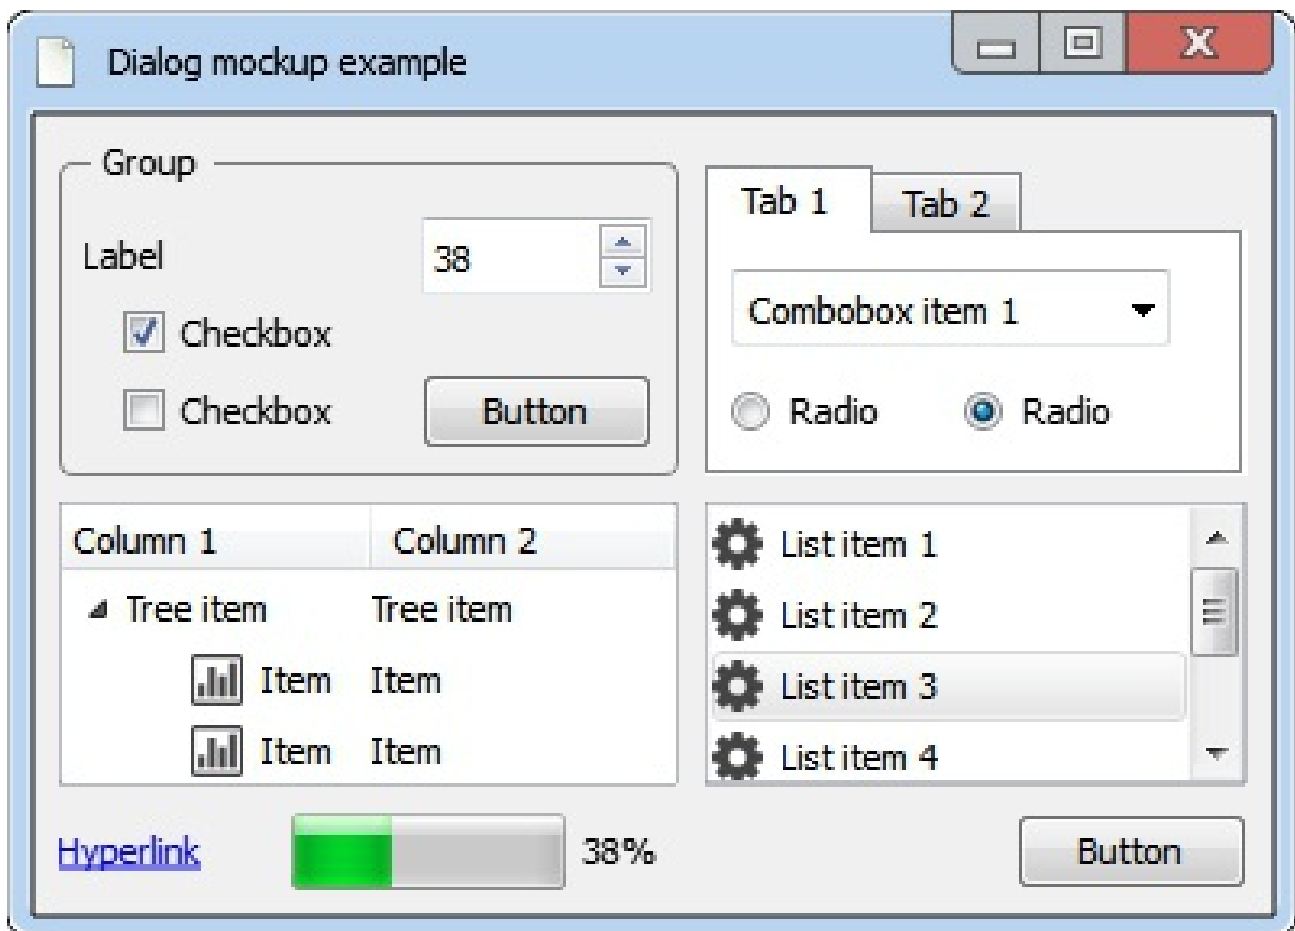 Dialog mockup example
Group
Label
38
Checkbox
Checkbox
Button
Tab 1 Tab 2
Combobox item 1
Radio Radio
Column 1 Column 2
Tree item Tree item
Item Item
Item Item
List item 1
List item 2
List item 3
List item 4
Hyperlink
38%
Button